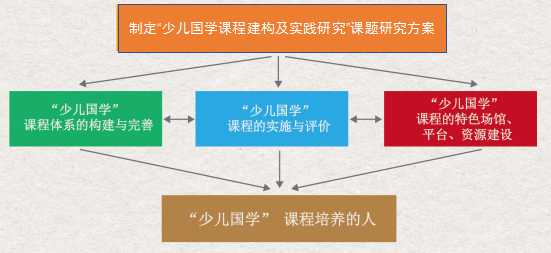 制定“少儿国学课程建构及实践研究”课题研究方案
“少儿国学”
课程体系的构建与完善
“少儿国学”
课程的实施与评价
“少儿国学”
课程的特色场馆、
平台、资源建设
“少儿国学” 课程培养的人